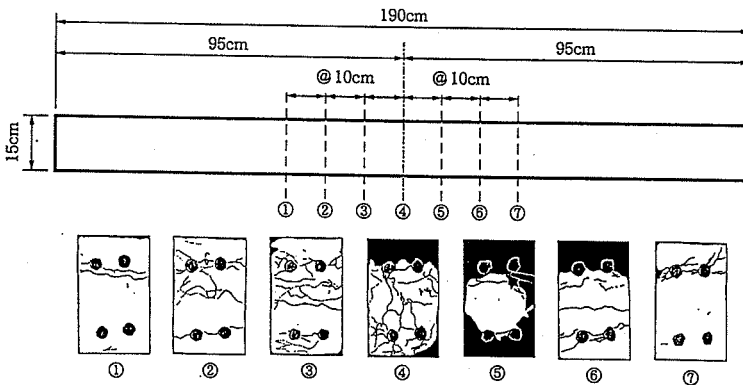 190cm
95cm 95cm
@10cm @10cm
15cm
① ② ③ ④ ⑤ ⑥ ⑦
① ② ③ ④ ⑤ ⑥ ⑦